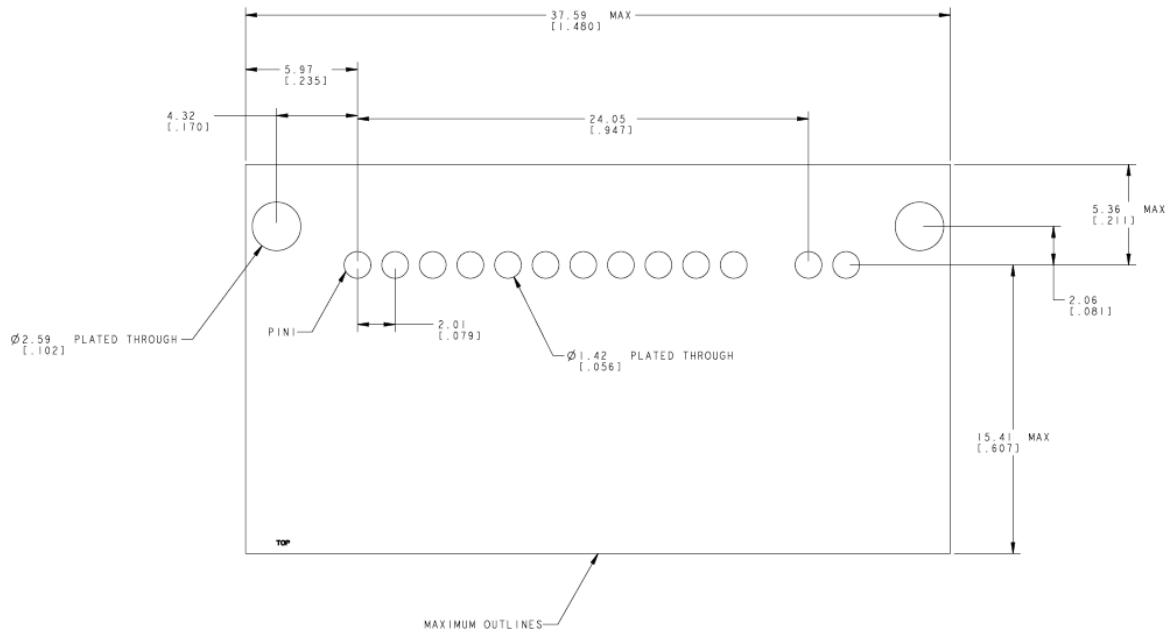 37.59 MAX
[1.480]
5.97
[.235]
4.32
[.170]
24.05
[.947]
5.36 MAX
[.211]
2.06
[.081]
PIN1
2.01
[.079]
Ø2.59 PLATED THROUGH
[.102]
Ø1.42 PLATED THROUGH
[.056]
15.41 MAX
[.607]
TOP
MAXIMUM OUTLINES